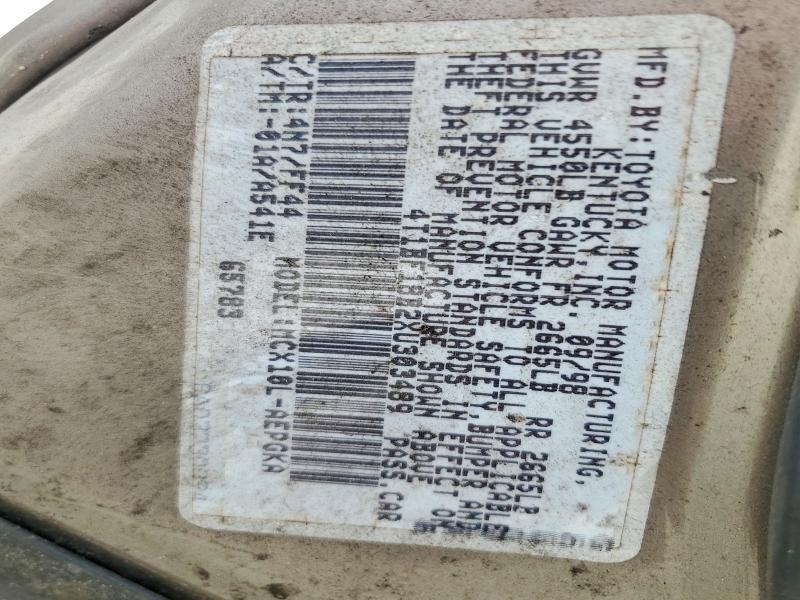 MFD.BY:TOYOTA MOTOR MANUFACTURING,
KENTUCKY, INC. 09/98
GVWR 4550LB GAWR FR 2665LB RR 2665LB
THIS VEHICLE CONFORMS TO ALL APPLICABLE
FEDERAL MOTOR VEHICLE SAFETY, BUMPER AND
THEFT PREVENTION STANDARDS IN EFFECT ON
THE DATE OF MANUFACTURE SHOWN ABOVE.
4T1BF18B2XU303489 PASS.CAR
C/TR:4N7/FF44 MODEL:MCX10L-AEPGKA
A/TM:-01A/A541E G5783